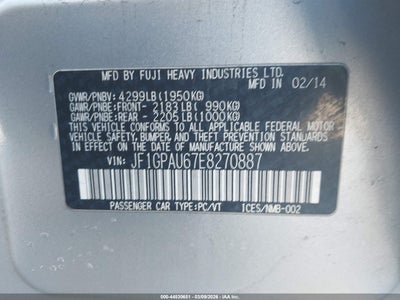 MFD BY FUJI HEAVY INDUSTRIES LTD.
MFD IN 02/14
GVWR/PNBV: 4299LB(1950KG)
GAWR/PNBE:FRONT- 2183LB( 990KG)
GAWR/PNBE:REAR - 2205LB(1000KG)
THIS VEHICLE CONFORMS TO ALL APPLICABLE
FEDERAL MOTOR VEHICLE SAFETY, BUMPER,
AND THEFT PREVENTION STANDARDS
IN EFFECT ON THE DATE OF
MANUFACTURE SHOWN ABOVE.
VIN: JF1GPAU67E8270887
PASSENGER CAR TYPE:PC/VT ICES/NMB-002
000-44930651 - 03/09/2026 - IAAI.com